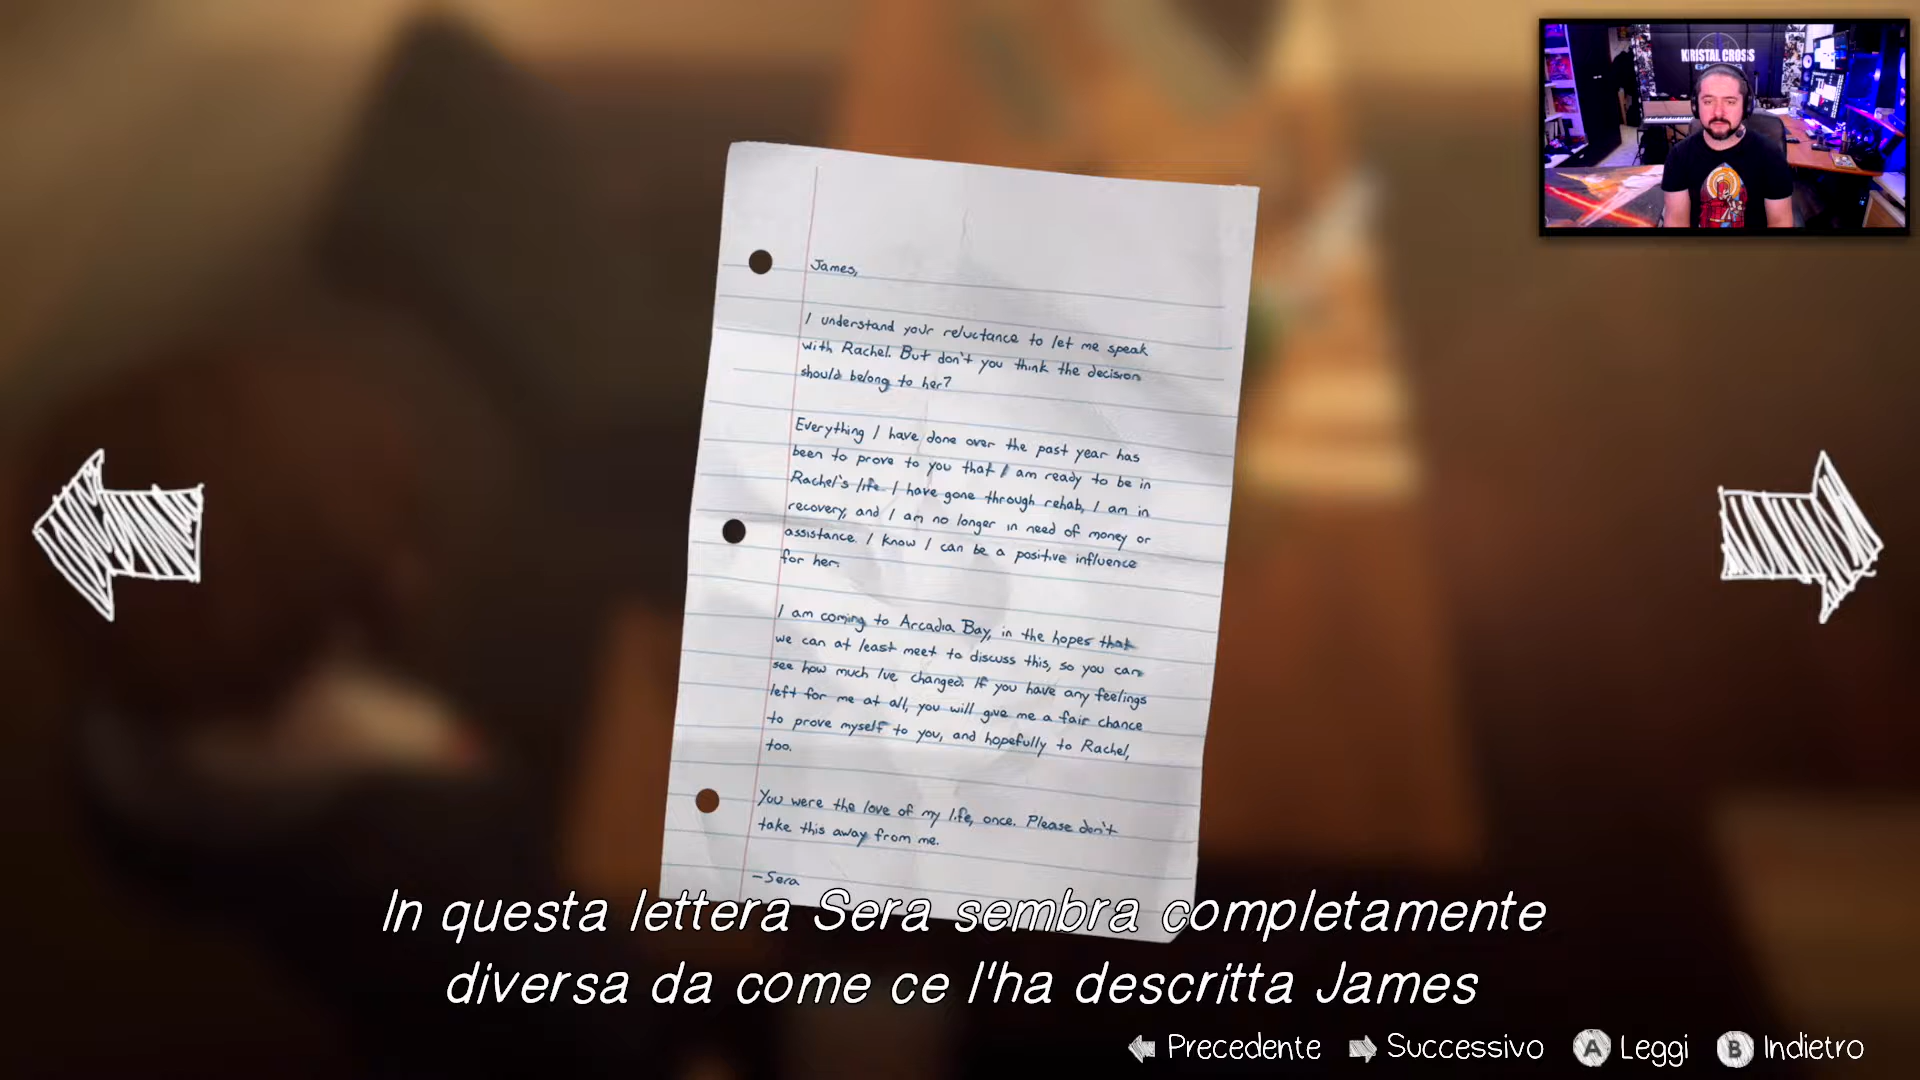 KRISTAL CROSS
James,
I understand your reluctance to let me speak
with Rachel. But don't you think the decision
should belong to her?
Everything I have done over the past year has
been to prove to you that I am ready to be in
Rachel's life. I have gone through rehab, I am in
recovery, and I am no longer in need of money or
assistance. I know I can be a positive influence
for her.
I am coming to Arcadia Bay, in the hopes that
we can at least meet to discuss this, so you can
see how much I've changed. If you have any feelings
left for me at all, you will give me a fair chance
to prove myself to you, and hopefully to Rachel,
too.
You were the love of my life, once. Please don't
take this away from me.
-Sera
In questa lettera Sera sembra completamente
diversa da come ce l'ha descritta James
Precedente Successivo A Leggi B Indietro